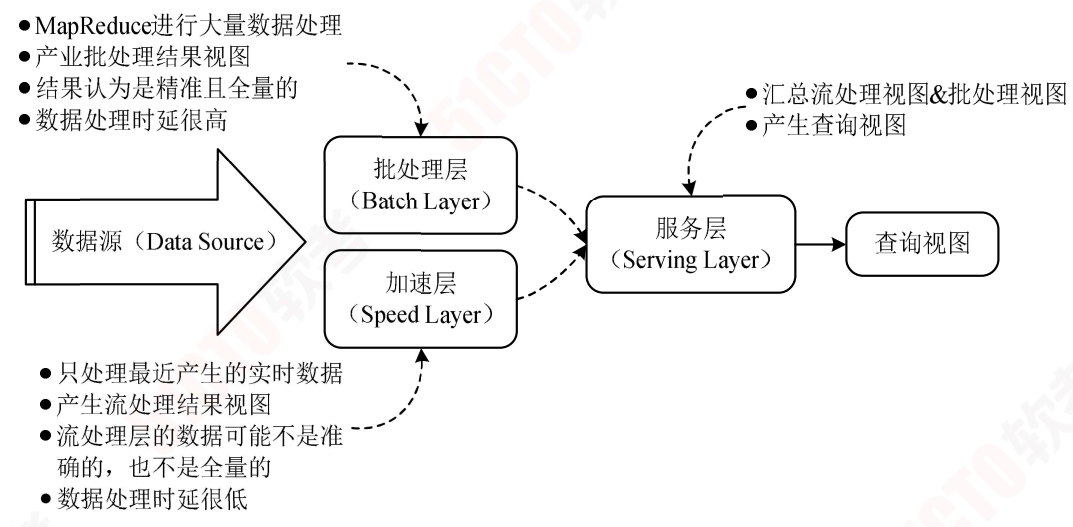 ●MapReduce进行大量数据处理
●产业批处理结果视图
●结果认为是精准且全量的
●数据处理时延很高
●汇总流处理视图&批处理视图
●产生查询视图
批处理层
（Batch Layer）
数据源（Data Source）
服务层
（Serving Layer）
查询视图
加速层
（Speed Layer）
●只处理最近产生的实时数据
●产生流处理结果视图
●流处理层的数据可能不是准
确的，也不是全量的
●数据处理时延很低
51CTO软考